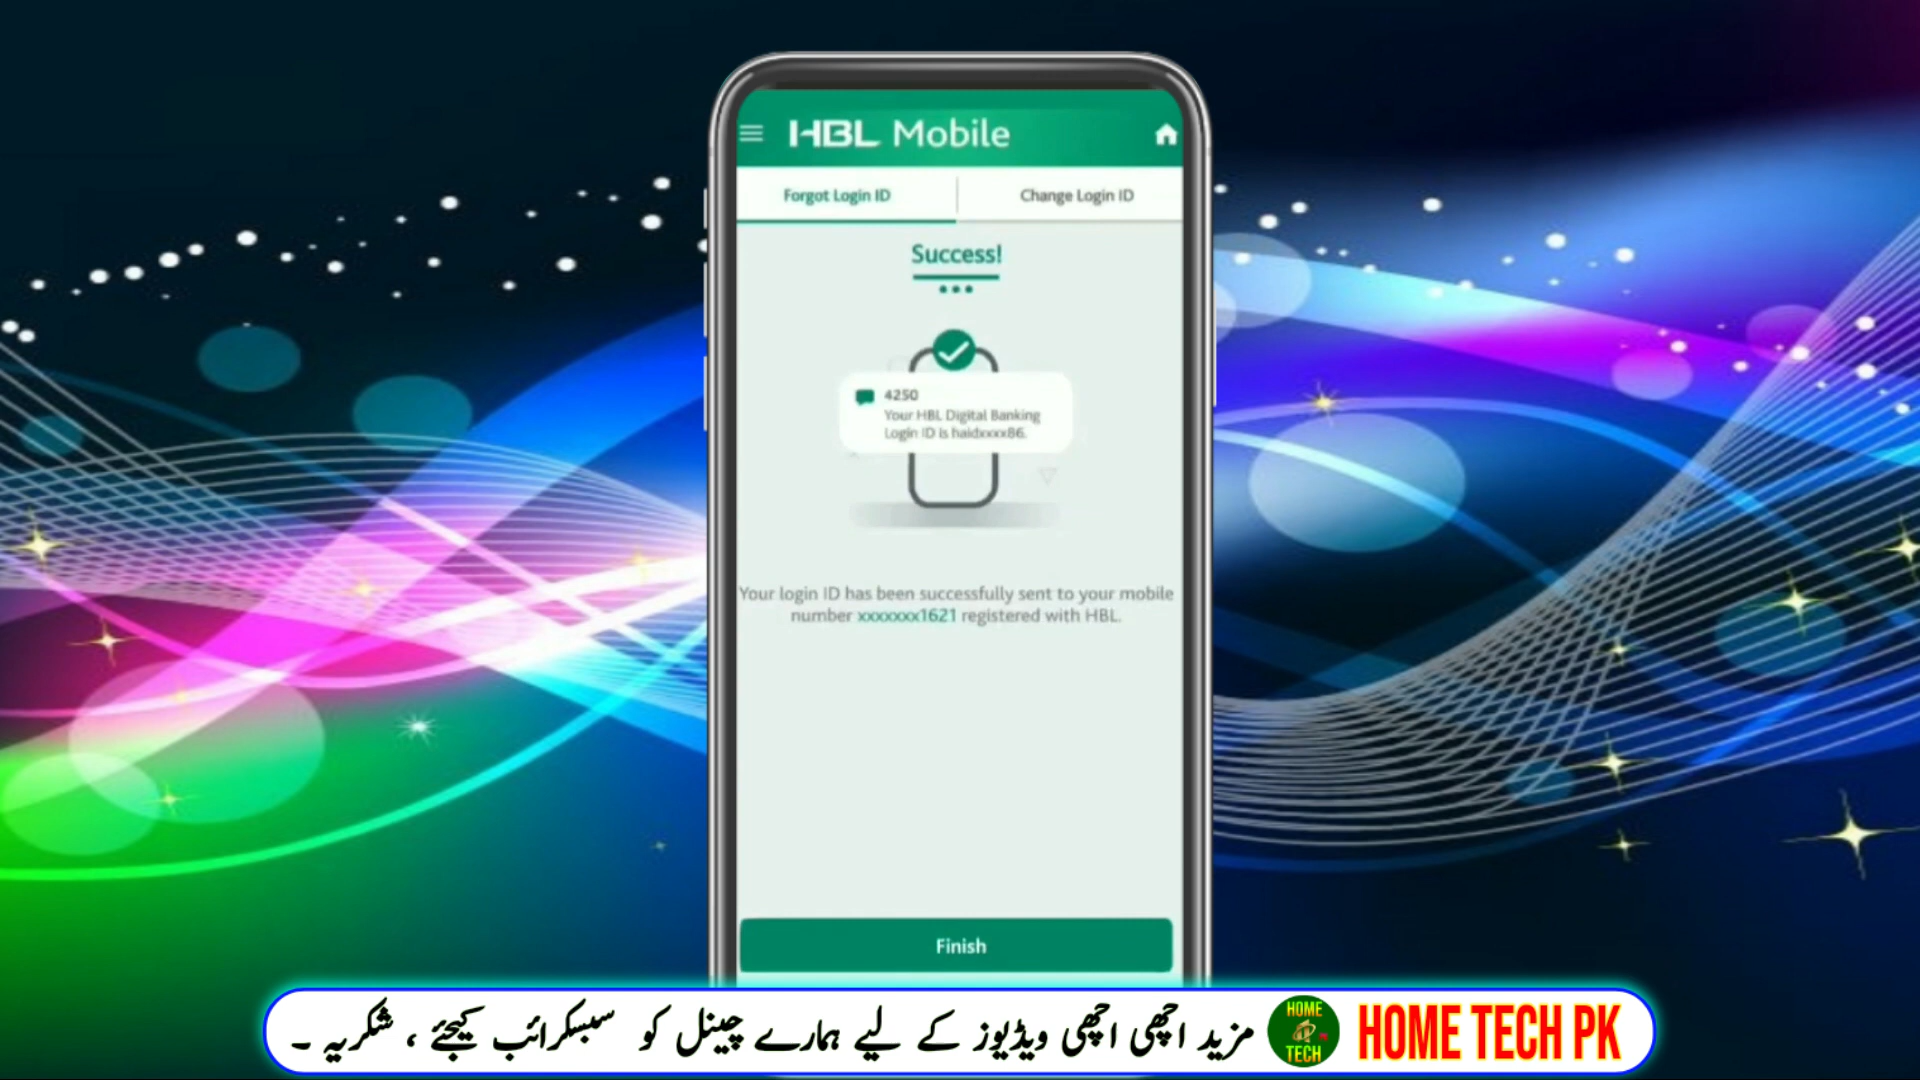 HBL Mobile
Forgot Login ID
Change Login ID
Success!
4250
Your HBL Digital Banking
Login ID is haidxxxx86.
Your login ID has been successfully sent to your mobile
number xxxxxxx1621 registered with HBL.
Finish
مزید اچھی اچھی ویڈیوز کے لیے ہمارے چینل کو سبسکرائب کیجئے ، شکریہ ۔
HOME
TECH
HOME TECH PK